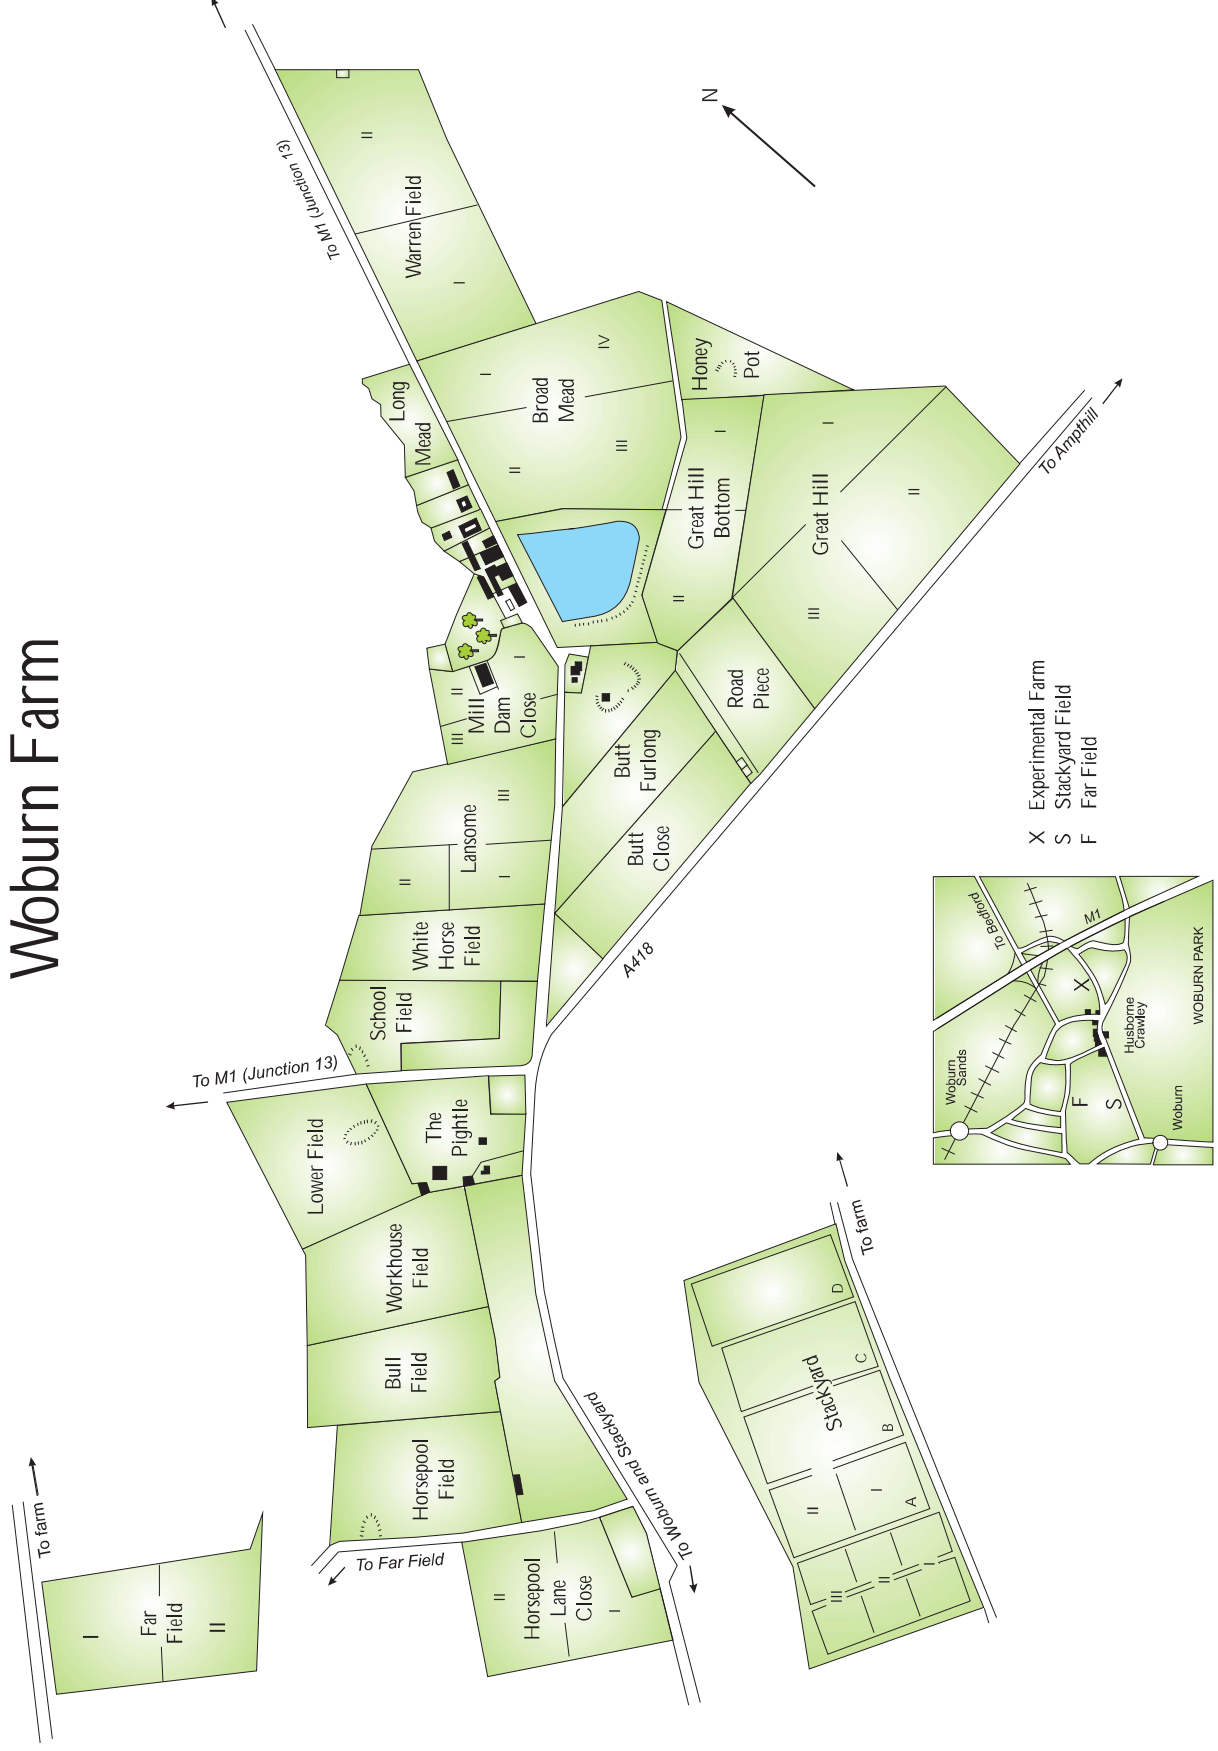 Woburn Farm
To M1 (Junction 13)
N
II
Warren Field
I
Long
Mead
I
IV
Broad
Mead
II
III
Honey
Pot
I
Great Hill
Bottom
II
I
Great Hill
II
III
To Ampthill
Road
Piece
Butt
Furlong
Butt
Close
A418
I
II
III
Mill
Dam
Close
III
Lansome
II
I
White
Horse
Field
School
Field
To M1 (Junction 13)
Lower Field
The
Pightle
Workhouse
Field
Bull
Field
Horsepool
Field
To Far Field
To Woburn and Stackyard
II
Horsepool
Lane
Close
I
To farm
I
Far
Field
II
To farm
Stackyard
D
C
B
A
II
I
III
II
I
X Experimental Farm
S Stackyard Field
F Far Field
To Bedford
M1
X
Husborne
Crawley
WOBURN PARK
Woburn
Sands
F
S
Woburn